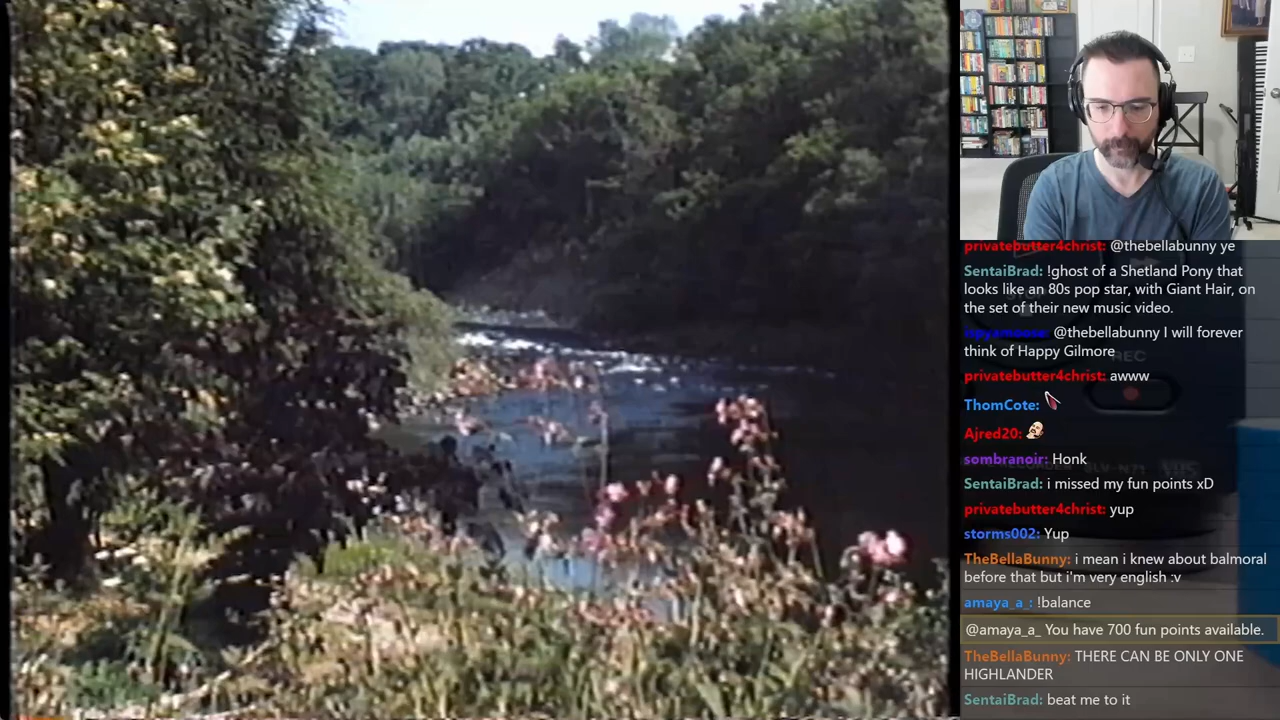 privatebutter4christ: @thebellabunny ye
SentaiBrad: !ghost of a Shetland Pony that
looks like an 80s pop star, with Giant Hair, on
the set of their new music video.
@thebellabunny I will forever
think of Happy Gilmore
privatebutter4christ: awww
ThomCote:
Ajred20:
sombranoir: Honk
SentaiBrad: i missed my fun points xD
privatebutter4christ: yup
storms002: Yup
TheBellaBunny: i mean i knew about balmoral
before that but i'm very english :v
amaya_a_: !balance
@amaya_a_ You have 700 fun points available.
TheBellaBunny: THERE CAN BE ONLY ONE
HIGHLANDER
SentaiBrad: beat me to it
REC
VHS